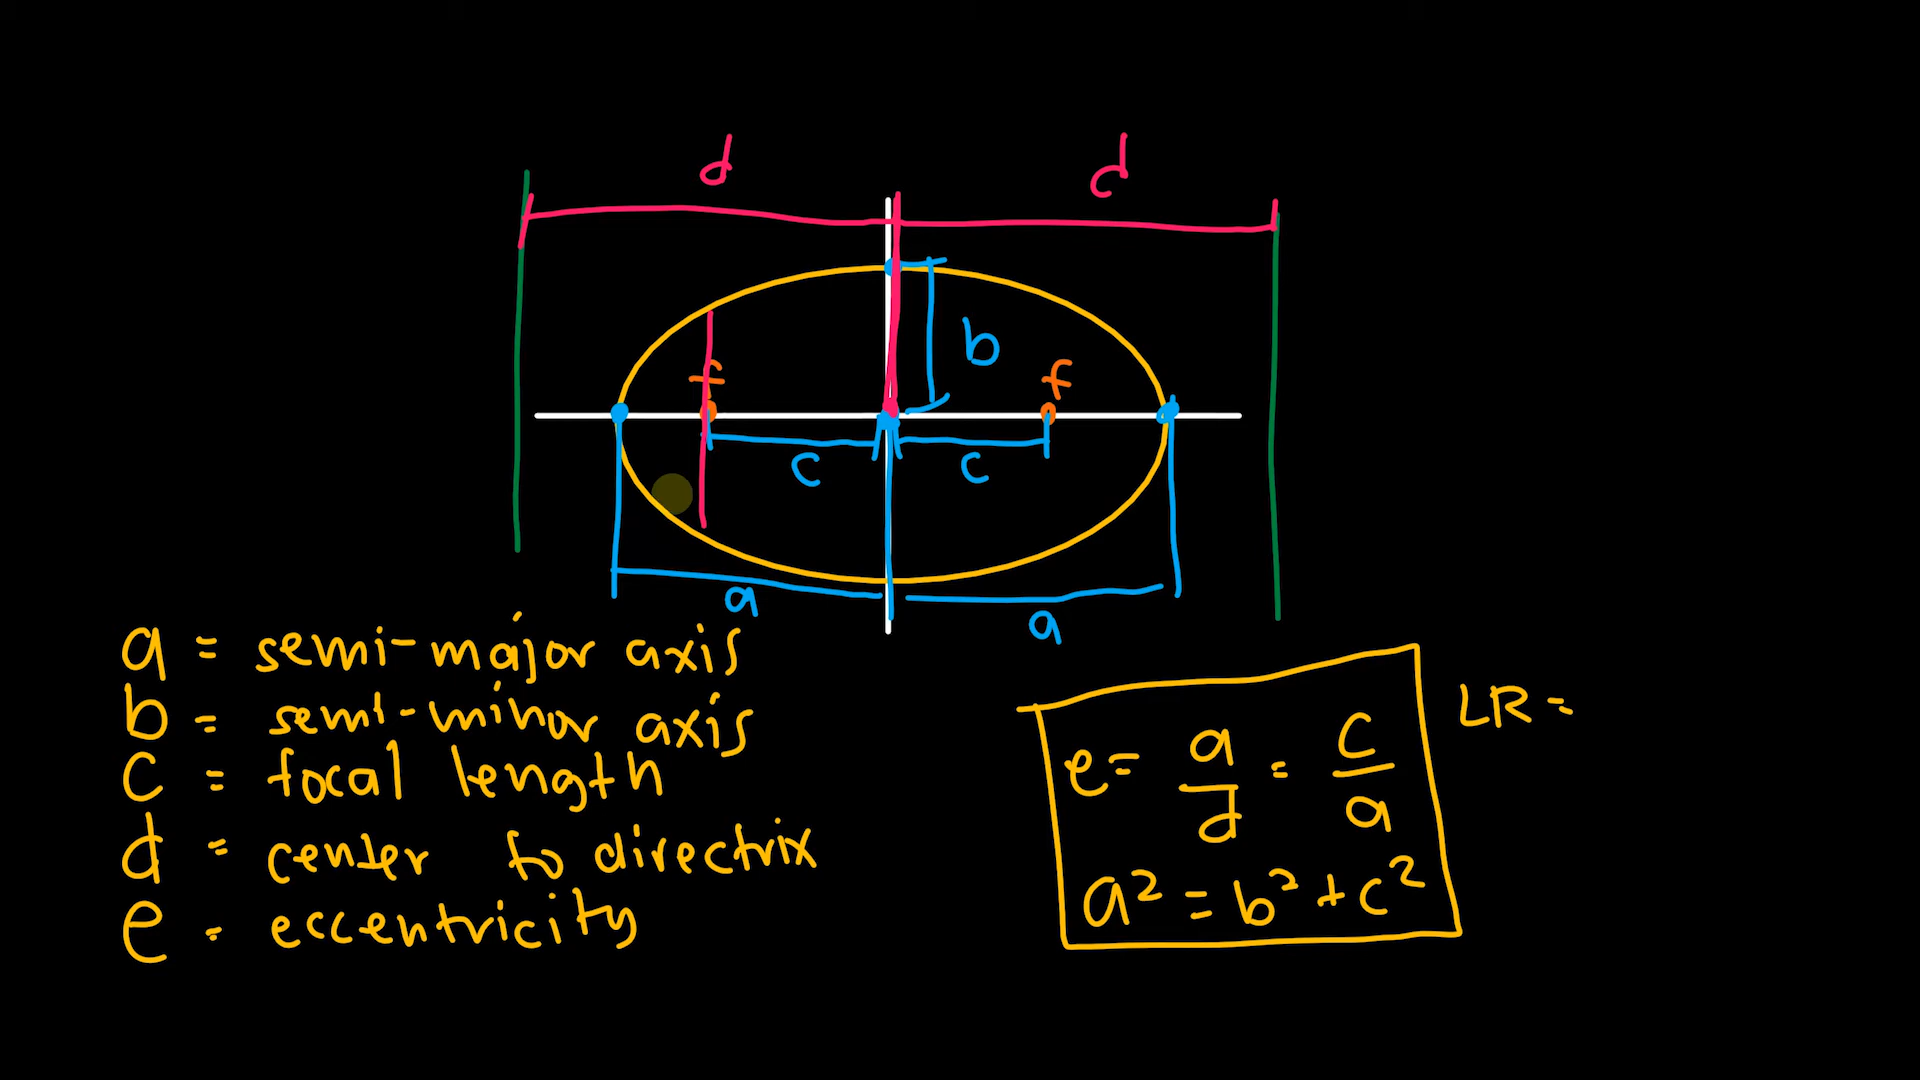 d d
b
f f
c c
a a
a = semi-major axis
b = semi-minor axis
c = focal length
d = center to directrix
e = eccentricity
e = a/d = c/a
a² = b² + c²
LR =